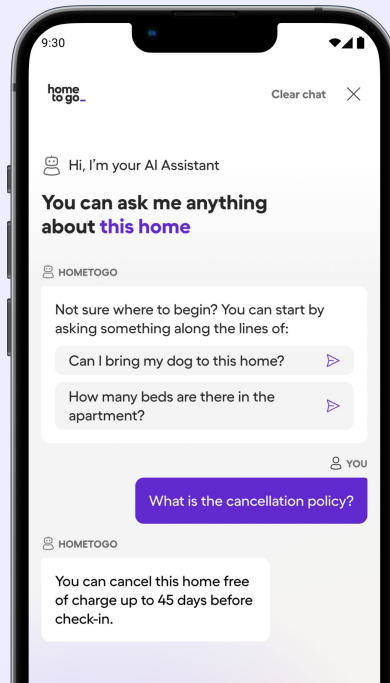 9:30
home
to go_
Clear chat
Hi, I'm your AI Assistant
You can ask me anything
about this home
HOMETOGO
Not sure where to begin? You can start by
asking something along the lines of:
Can I bring my dog to this home?
How many beds are there in the
apartment?
YOU
What is the cancellation policy?
HOMETOGO
You can cancel this home free
of charge up to 45 days before
check-in.